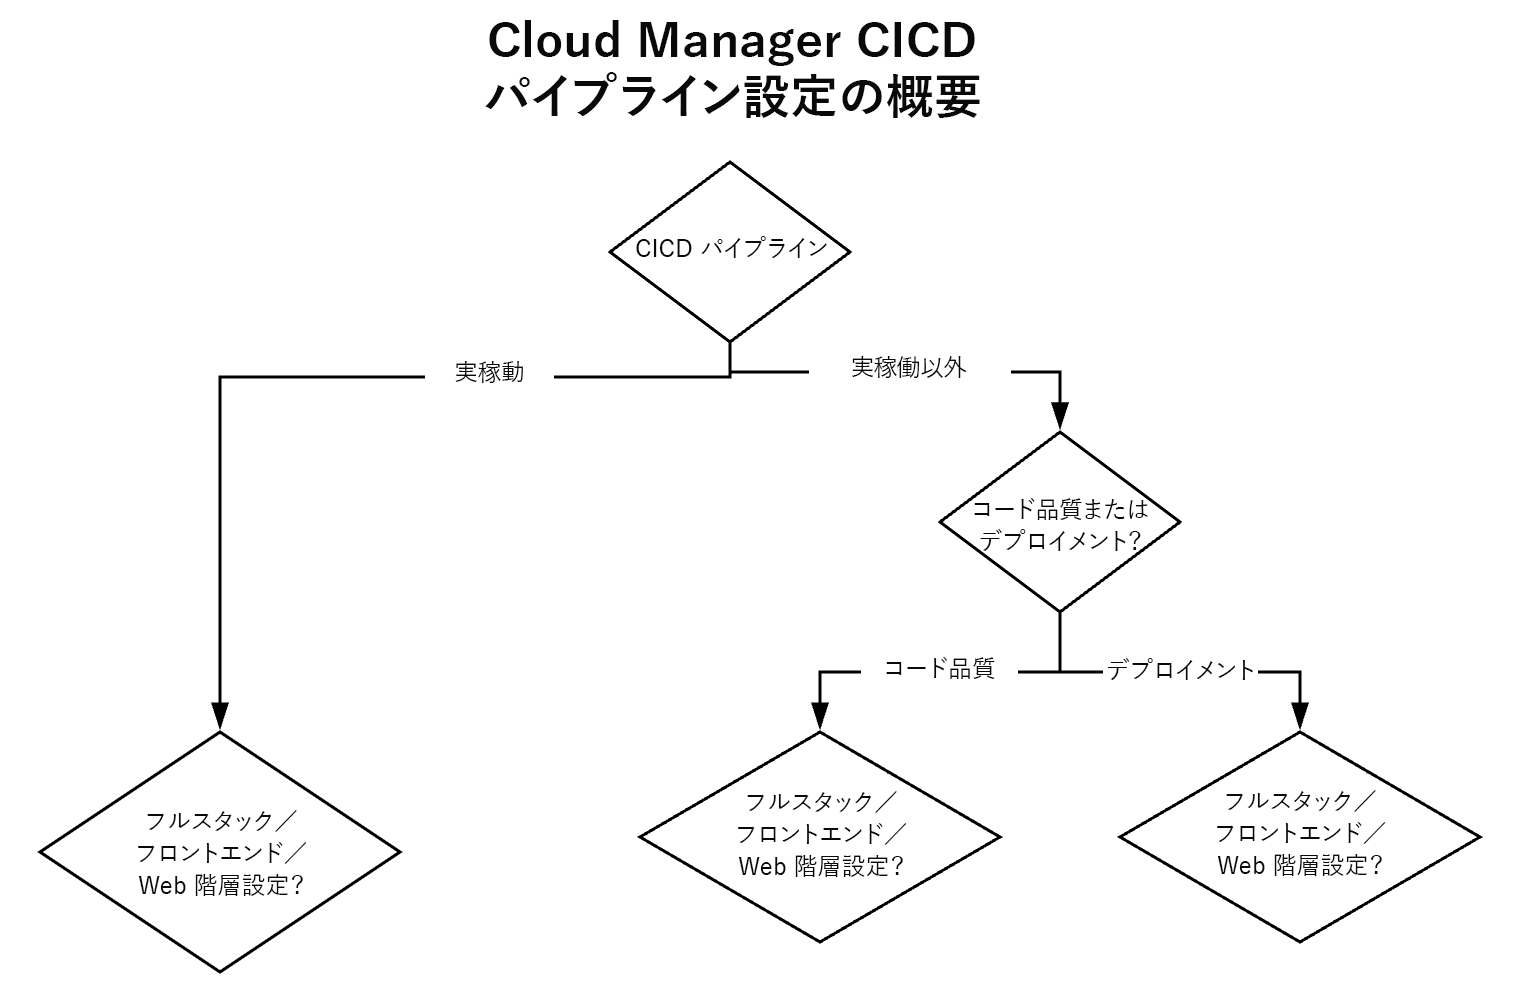 Cloud Manager CICD
パイプライン設定の概要
CICD パイプライン
実稼動
実稼働以外
コード品質または
デプロイメント?
コード品質
デプロイメント
フルスタック／
フロントエンド／
Web 階層設定?
フルスタック／
フロントエンド／
Web 階層設定?
フルスタック／
フロントエンド／
Web 階層設定?